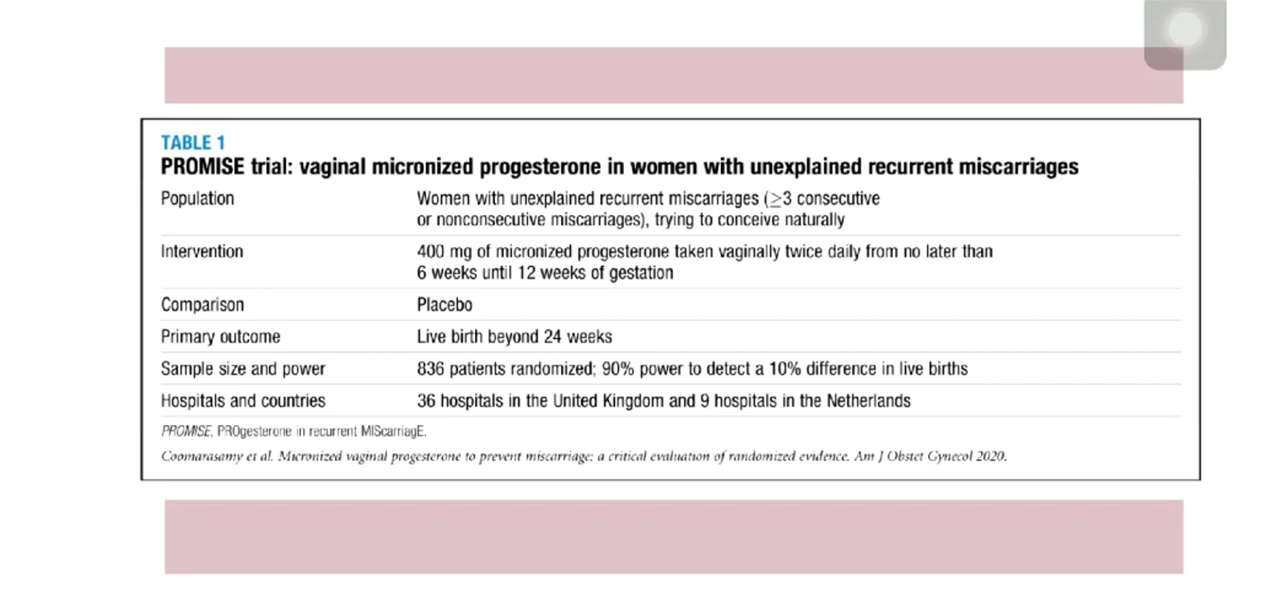 TABLE 1
PROMISE trial: vaginal micronized progesterone in women with unexplained recurrent miscarriages
Population Women with unexplained recurrent miscarriages (≥3 consecutive
or nonconsecutive miscarriages), trying to conceive naturally
Intervention 400 mg of micronized progesterone taken vaginally twice daily from no later than
6 weeks until 12 weeks of gestation
Comparison Placebo
Primary outcome Live birth beyond 24 weeks
Sample size and power 836 patients randomized; 90% power to detect a 10% difference in live births
Hospitals and countries 36 hospitals in the United Kingdom and 9 hospitals in the Netherlands
PROMISE, PROgesterone in recurrent MIScarriagE.
Coomarasamy et al. Micronized vaginal progesterone to prevent miscarriage: a critical evaluation of randomized evidence. Am J Obstet Gynecol 2020.